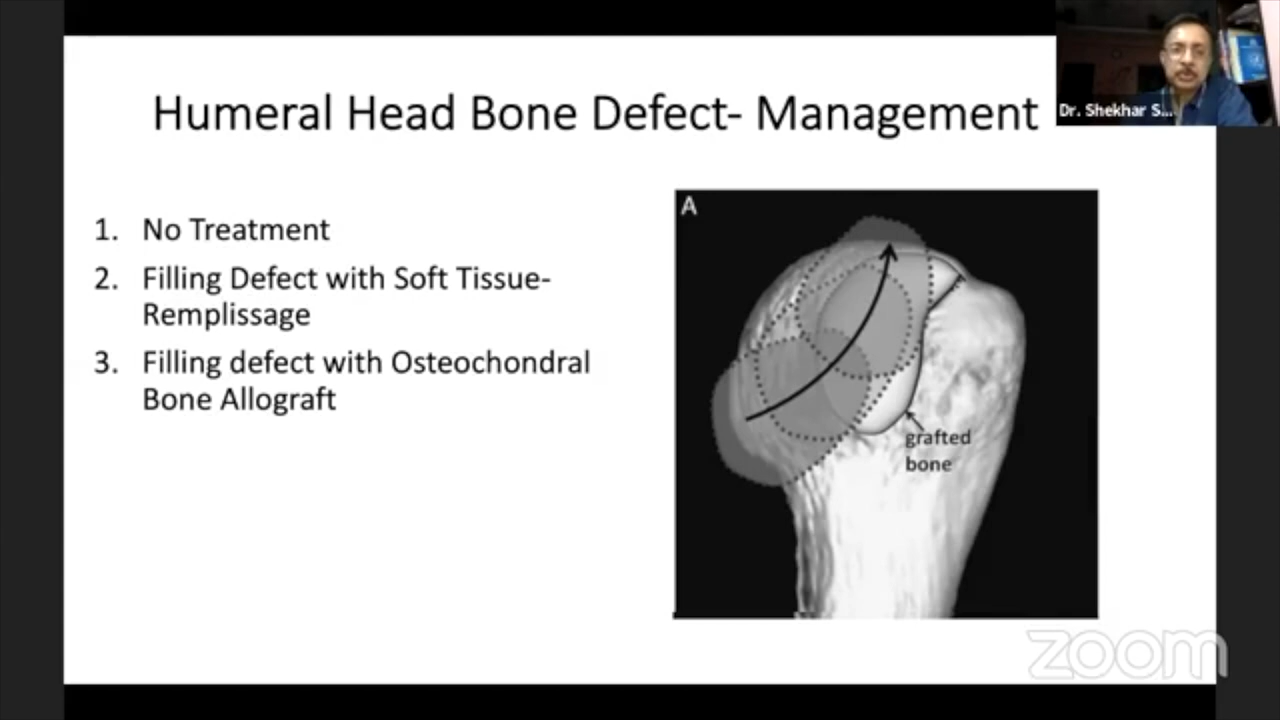 Humeral Head Bone Defect- Management
Dr. Shekhar S...
1. No Treatment
2. Filling Defect with Soft Tissue-
Remplissage
3. Filling defect with Osteochondral
Bone Allograft
A
grafted
bone
zoom